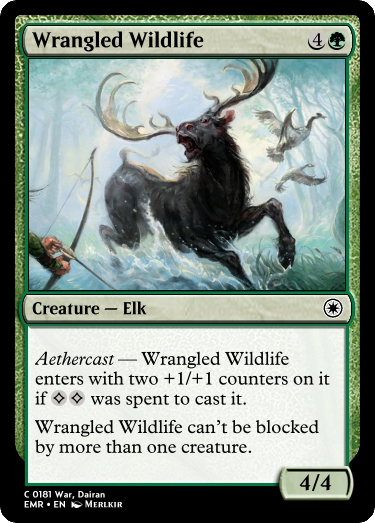 Wrangled Wildlife 4
Creature — Elk
Aethercast — Wrangled Wildlife
enters with two +1/+1 counters on it
if was spent to cast it.
Wrangled Wildlife can't be blocked
by more than one creature.
4/4
C 0181 War, Dairan
EMR • EN Merlkir